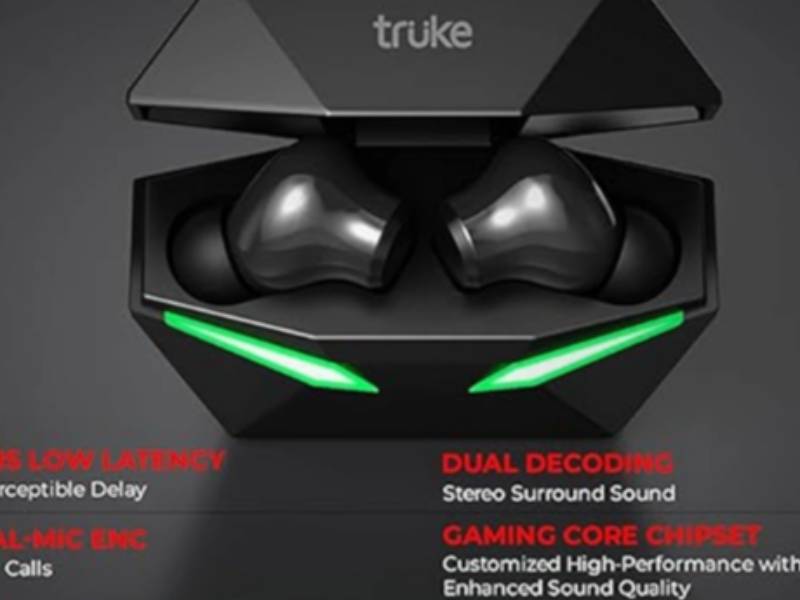 truke
LOW LATENCY
Delay
DUAL DECODING
Stereo Surround Sound
ENC
Calls
GAMING CORE CHIPSET
Customized High-Performance with
Enhanced Sound Quality